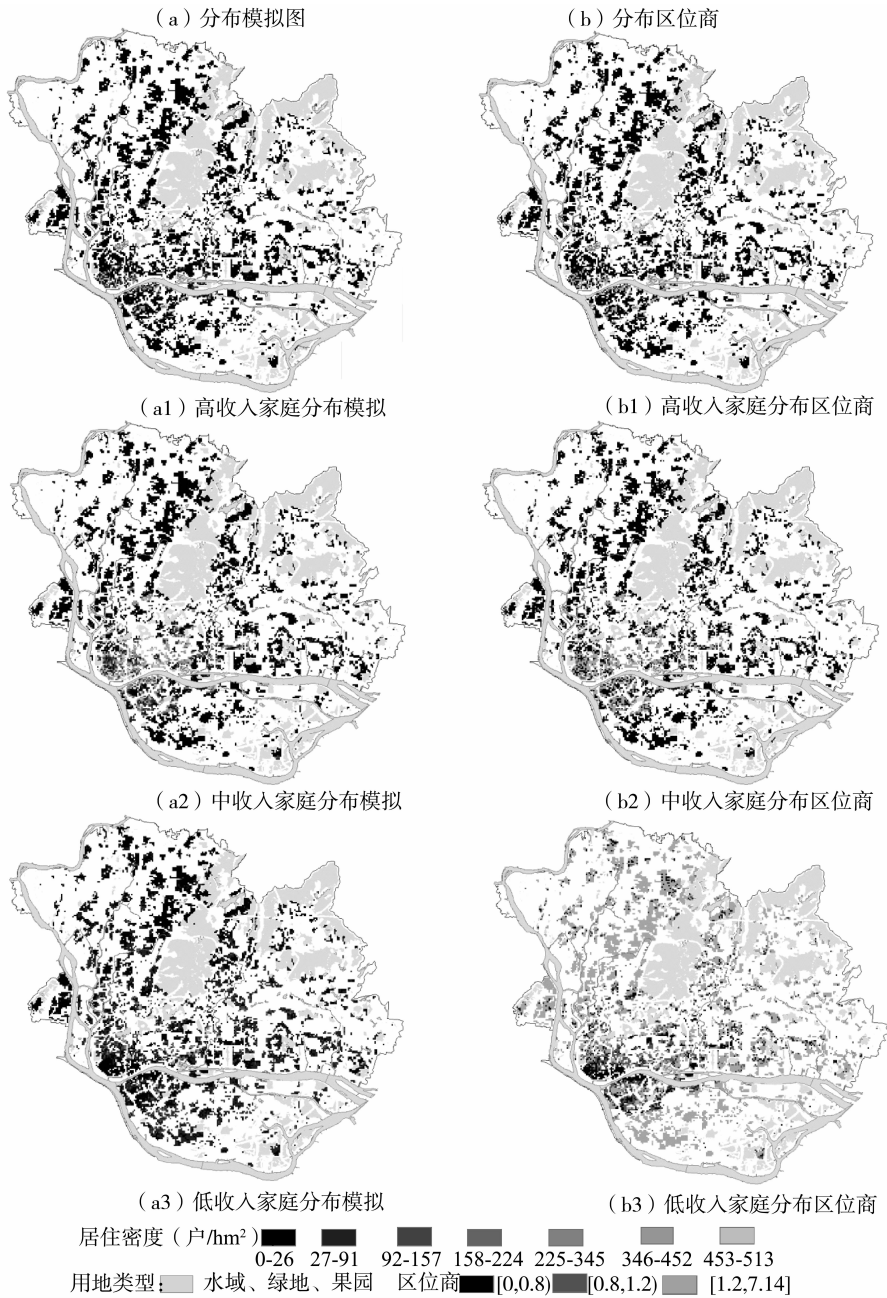 (a)分布模拟图
(b)分布区位商
(a1)高收入家庭分布模拟
(b1)高收入家庭分布区位商
(a2)中收入家庭分布模拟
(b2)中收入家庭分布区位商
(a3)低收入家庭分布模拟
(b3)低收入家庭分布区位商
居住密度(户/hm²)
0-26 27-91 92-157 158-224 225-345 346-452 453-513
用地类型: 水域、绿地、果园 区位商 [0,0.8) [0.8,1.2) [1.2,7.14]